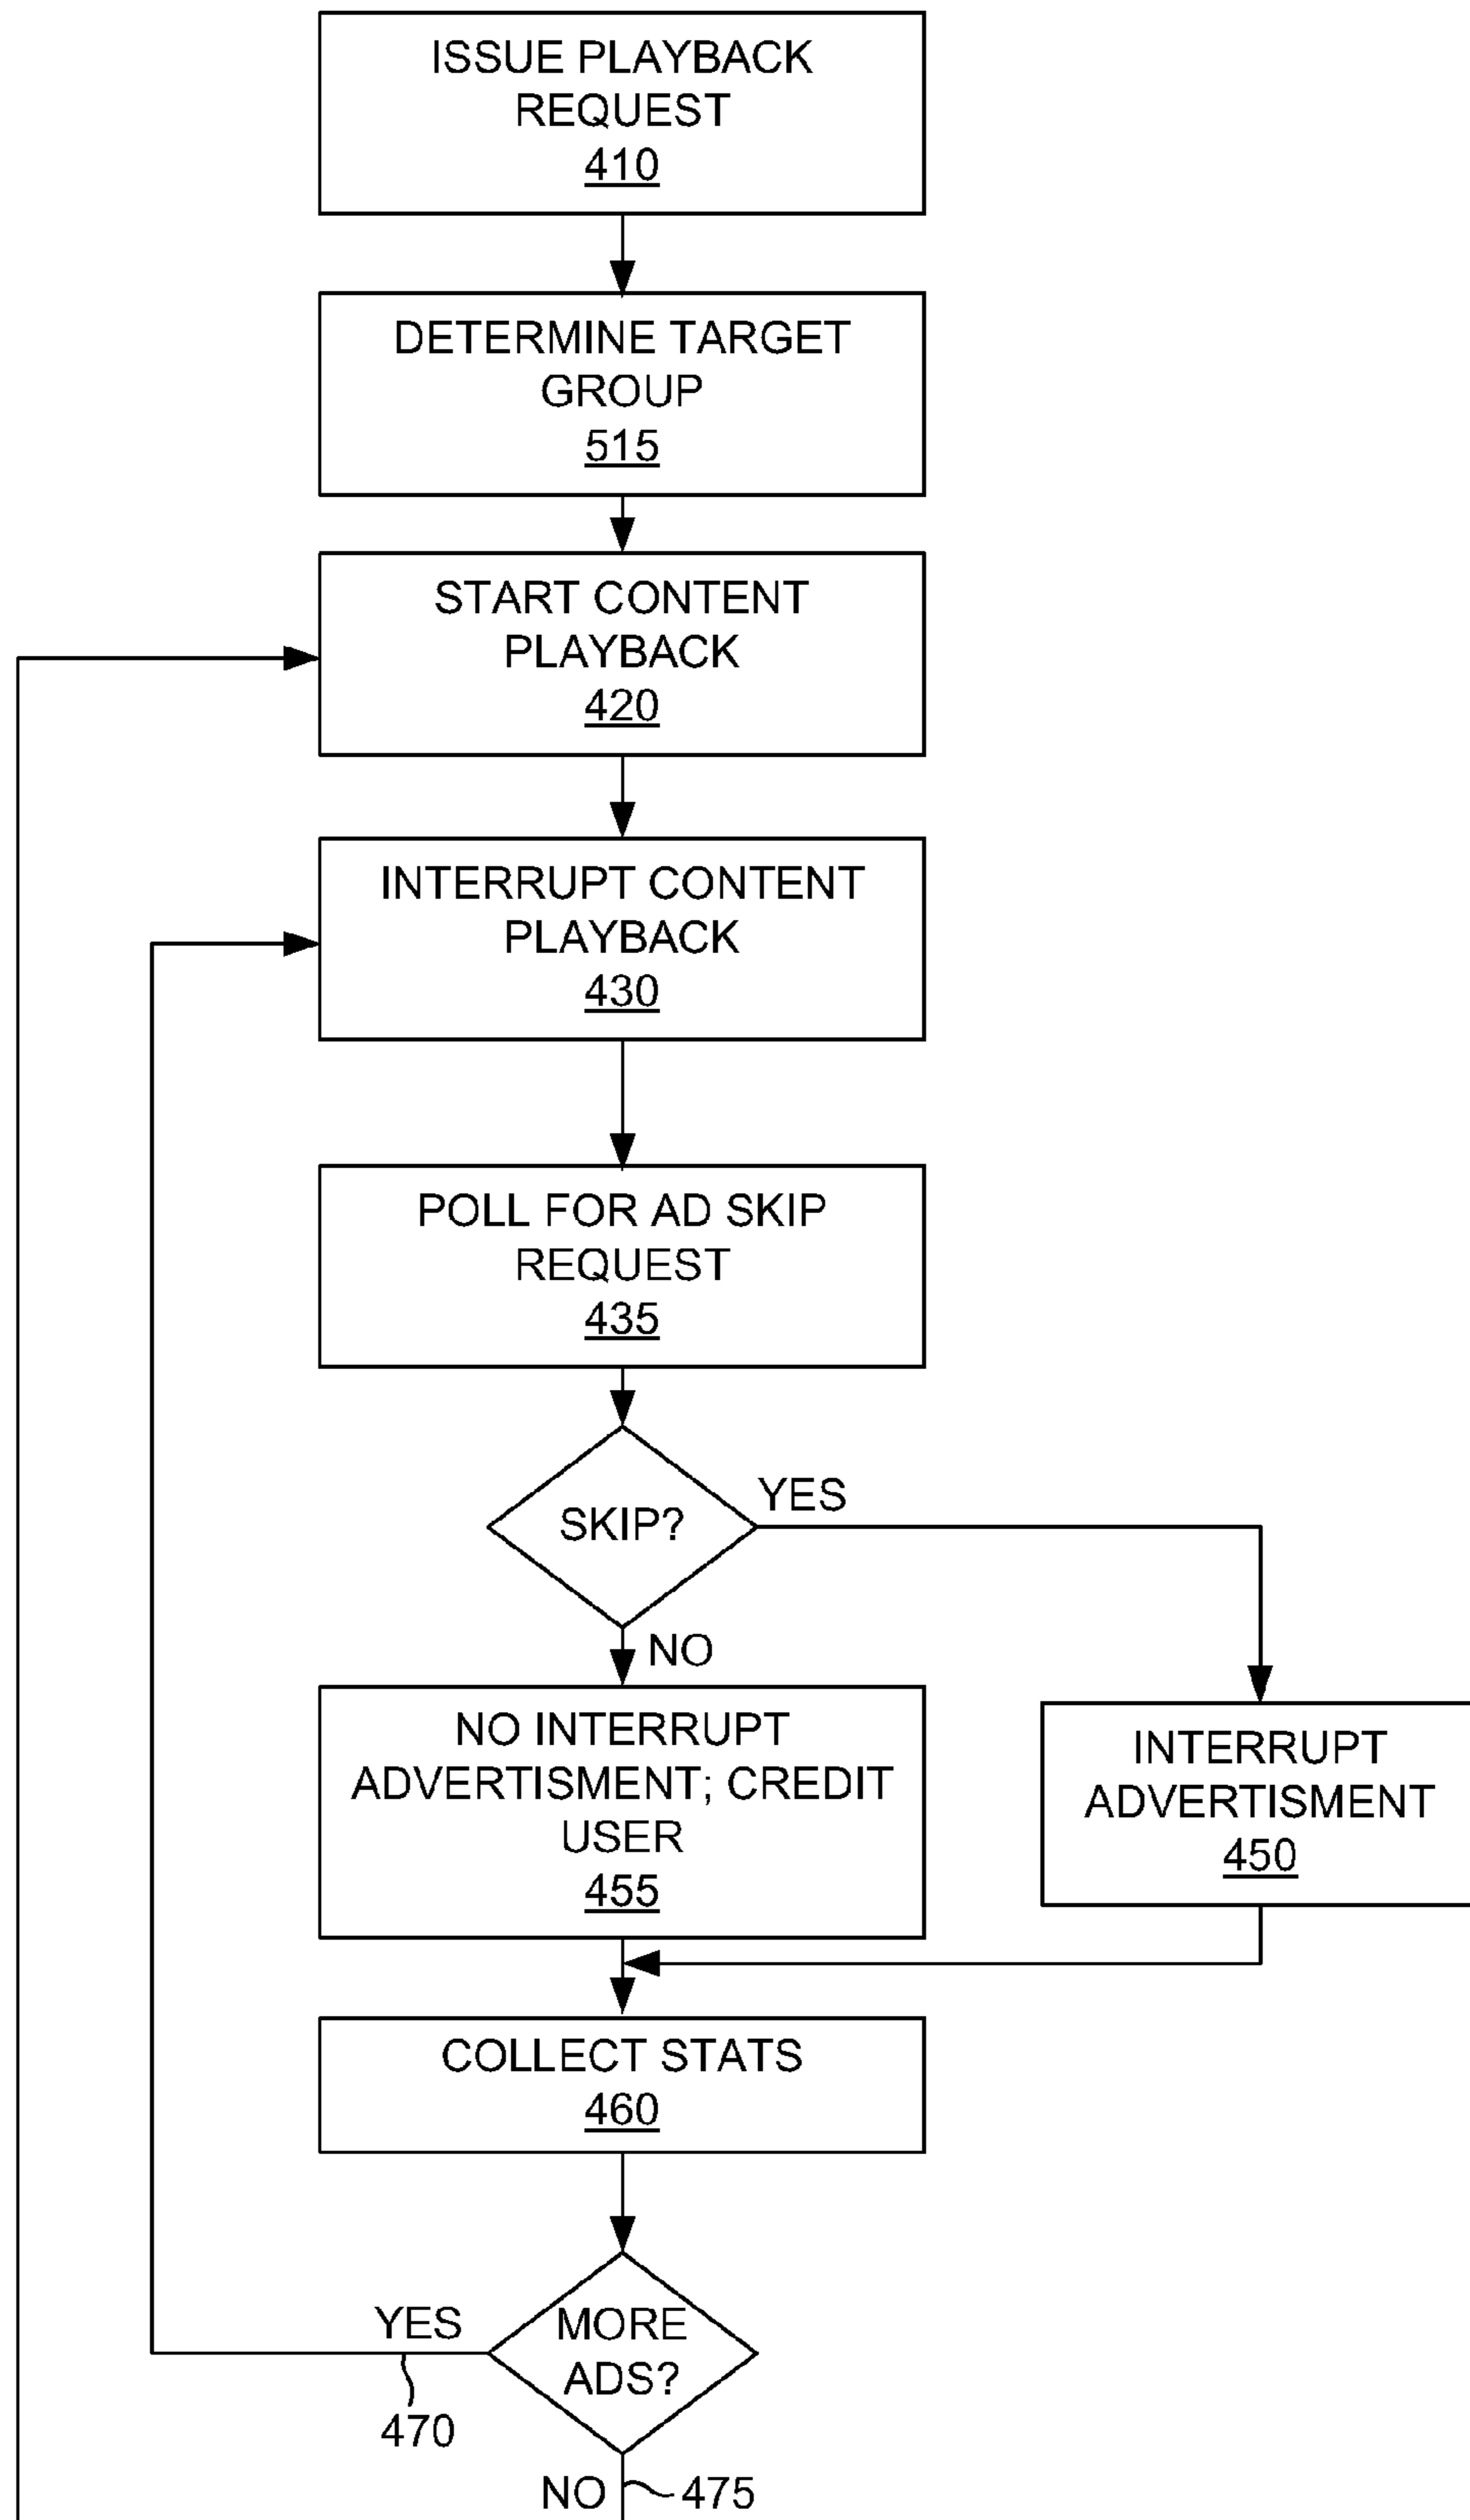 ISSUE PLAYBACK
REQUEST
410
DETERMINE TARGET
GROUP
515
START CONTENT
PLAYBACK
420
INTERRUPT CONTENT
PLAYBACK
430
POLL FOR AD SKIP
REQUEST
435
SKIP?
YES
NO
NO INTERRUPT
ADVERTISMENT; CREDIT
USER
455
INTERRUPT
ADVERTISMENT
450
COLLECT STATS
460
MORE
ADS?
YES
470
NO
475